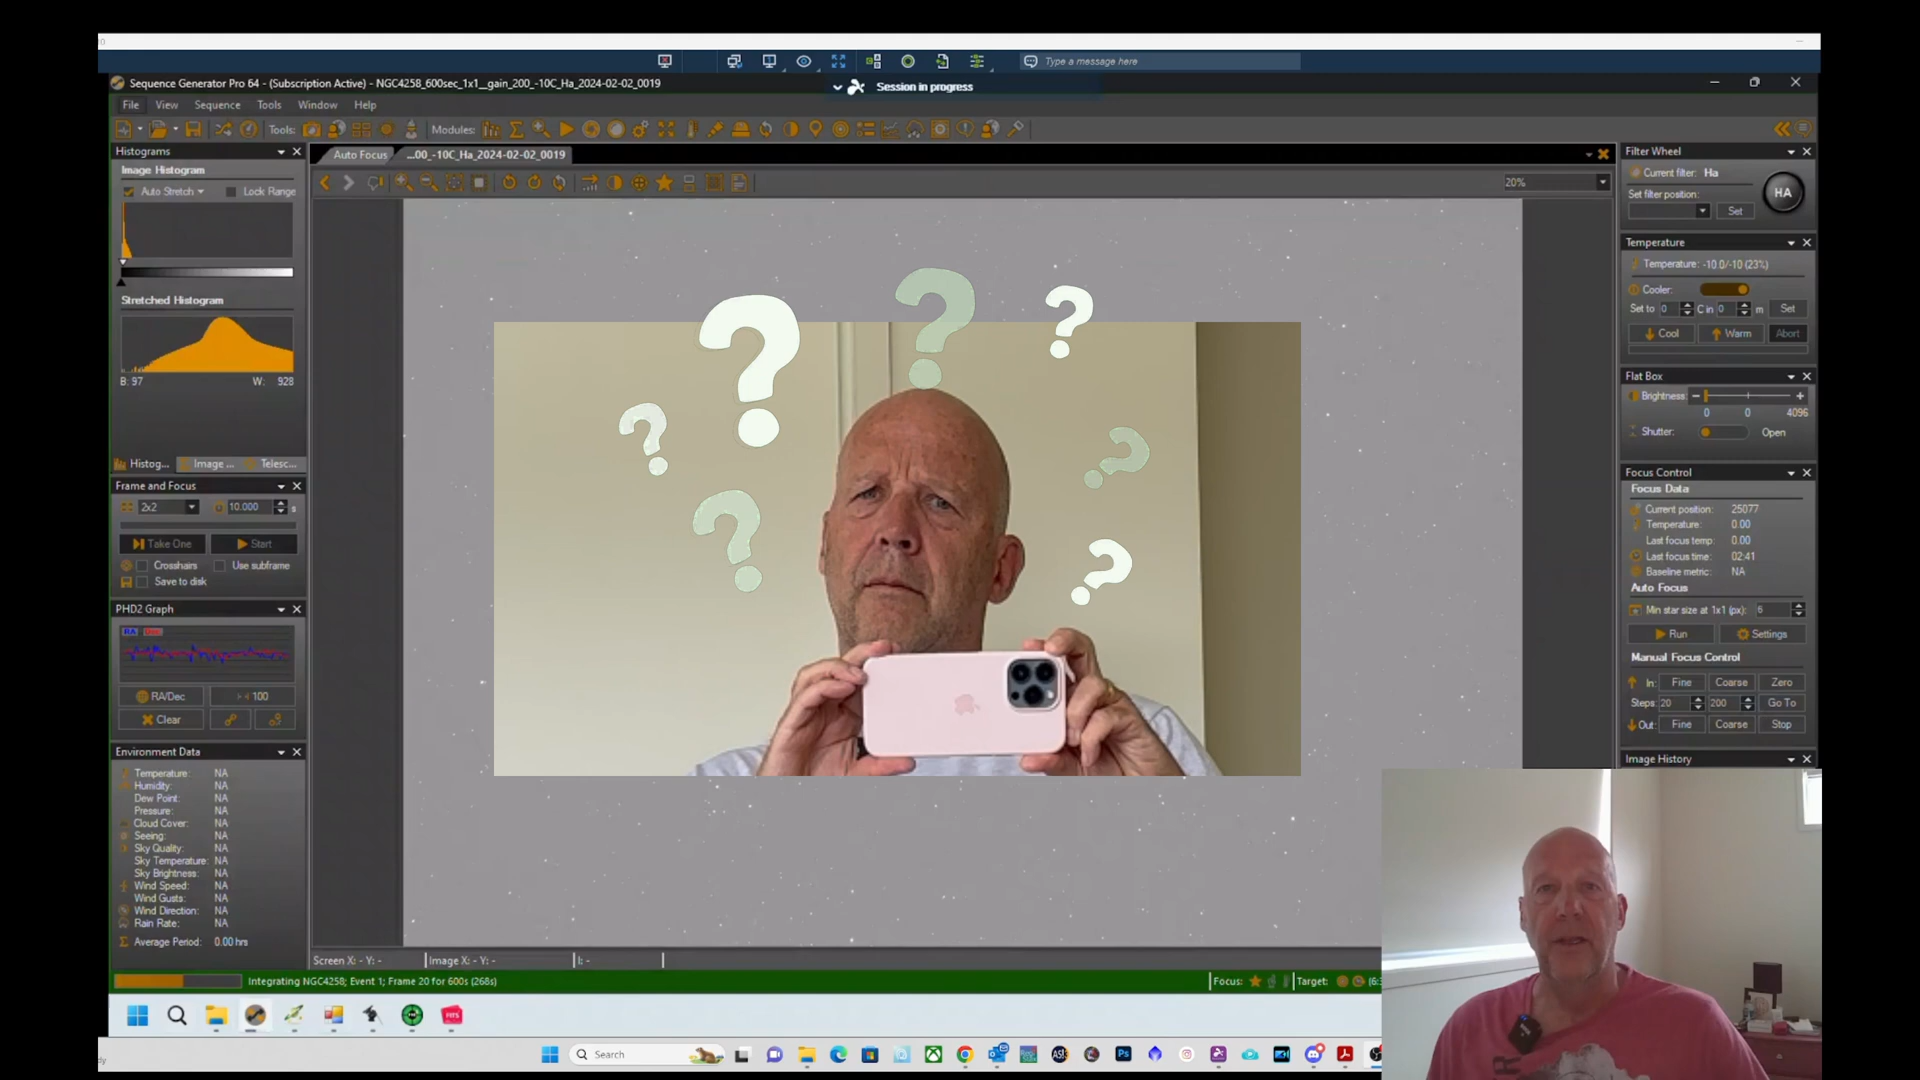 Type a message here
Sequence Generator Pro 64 - (Subscription Active) - NGC4258_600sec_1x1__gain_200_-10C_Ha_2024-02-02_0019
Session in progress
File View Sequence Tools Window Help
Tools: Modules:
Histograms
Auto Focus ...00_-10C_Ha_2024-02-02_0019
Filter Wheel
Image Histogram
Current filter: Ha
HA
Auto Stretch Lock Range
20%
Set filter position:
Set
Temperature
Temperature: -10.0/-10 (23%)
Cooler:
Set to 0 C in 0 m Set
Cool Warm Abort
Stretched Histogram
B: 97 W: 928
Flat Box
Brightness: - +
0 0 4096
Shutter: Open
Histog... Image ... Telesc...
Focus Control
Focus Data
Current position: 25077
Temperature: 0.00
Last focus temp: 0.00
Last focus time: 02:41
Baseline metric: NA
Auto Focus
Min star size at 1x1 (px): 6
Run Settings
Manual Focus Control
In: Fine Coarse Zero
Steps: 20 200 Go To
Out: Fine Coarse Stop
Image History
Frame and Focus
2x2 10.000 s
Take One Start
Crosshairs Use subframe
Save to disk
PHD2 Graph
RA
RA/Dec 100
Clear
Environment Data
Temperature: NA
Humidity: NA
Dew Point: NA
Pressure: NA
Cloud Cover: NA
Seeing: NA
Sky Quality: NA
Sky Temperature: NA
Sky Brightness: NA
Wind Speed: NA
Wind Gusts: NA
Wind Direction: NA
Rain Rate: NA
Average Period: 0.00 hrs
? ? ? ? ? ? ?
Screen X: - Y: - Image X: - Y: - I: -
Integrating NGC4258; Event 1; Frame 20 for 600s (268s)
Focus: Target:
Search
Ps